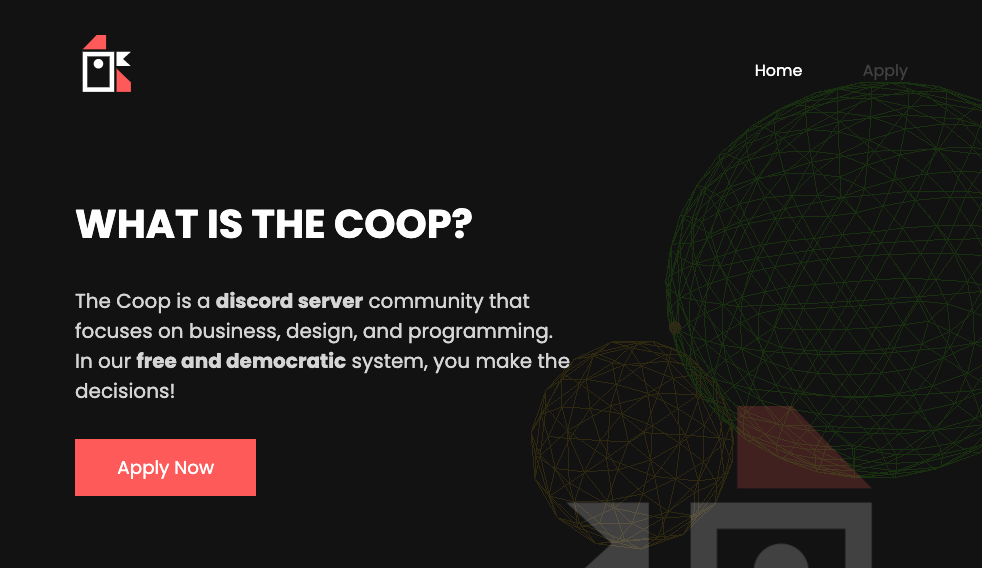 Home
Apply
WHAT IS THE COOP?
The Coop is a discord server community that
focuses on business, design, and programming.
In our free and democratic system, you make the
decisions!
Apply Now